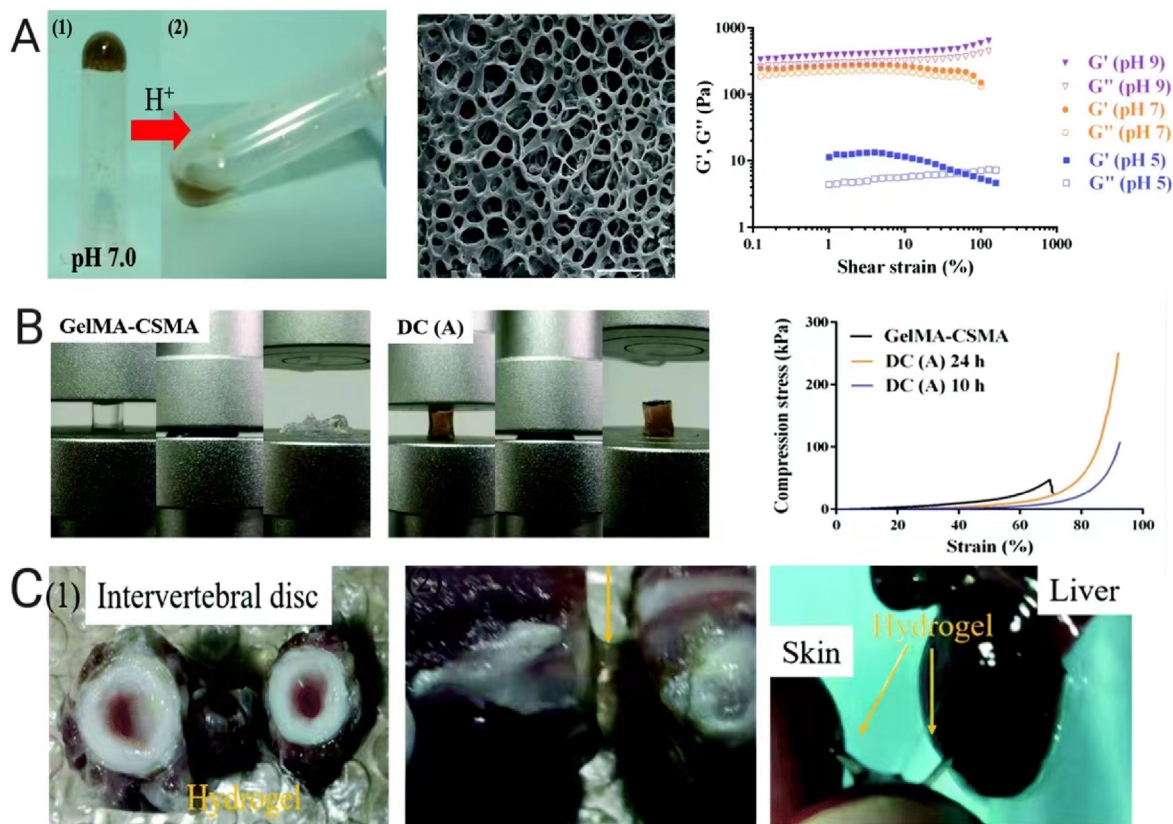 A
(1)
(2)
H⁺
pH 7.0
G', G'' (Pa)
1000
100
10
1
0.1
1
10
100
1000
Shear strain (%)
G' (pH 9)
G'' (pH 9)
G' (pH 7)
G'' (pH 7)
G' (pH 5)
G'' (pH 5)
B
GelMA-CSMA
DC (A)
Compression stress (kPa)
300
200
100
0
0
20
40
60
80
100
Strain (%)
GelMA-CSMA
DC (A) 24 h
DC (A) 10 h
C
(1)
Intervertebral disc
Hydrogel
(2)
Skin
Hydrogel
Liver